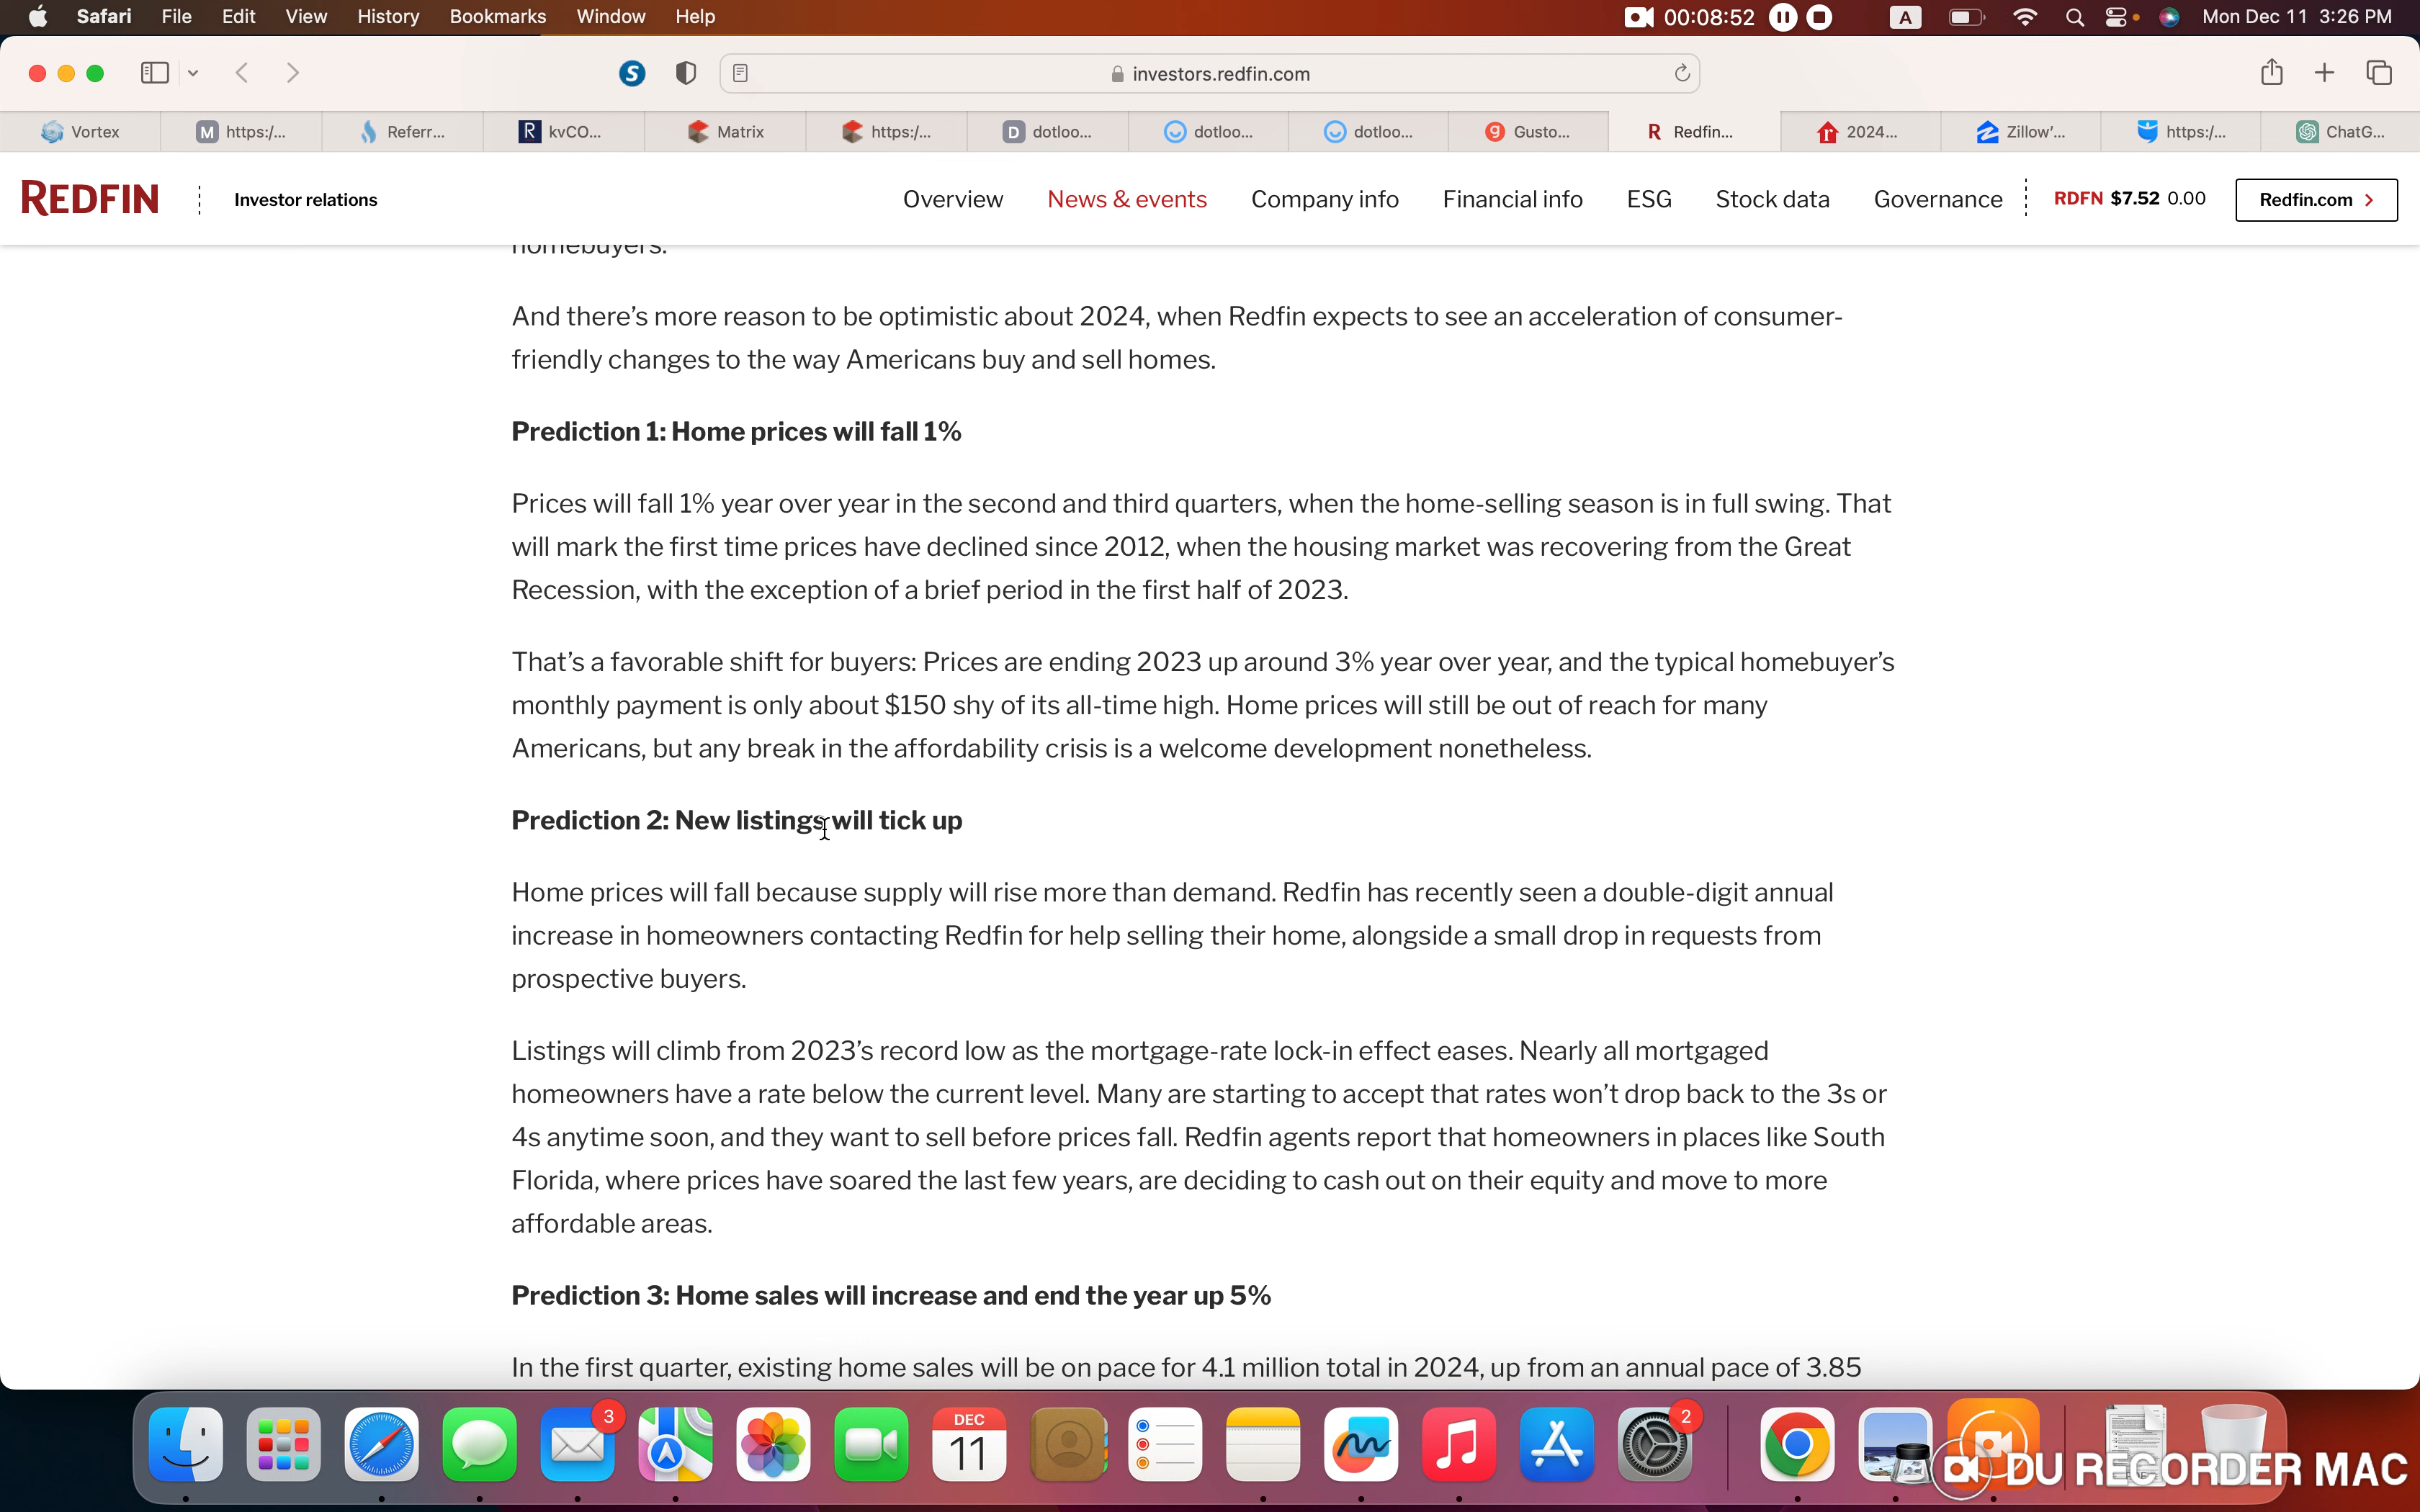 Safari File Edit View History Bookmarks Window Help 00:08:52 A Mon Dec 11 3:26 PM
S investors.redfin.com
Vortex M https:/... Referr... R kvCO... Matrix https:/... D dotloo... dotloo... dotloo... g Gusto... R Redfin... r 2024... Z Zillow'... https:/... ChatG...
REDFIN Investor relations Overview News & events Company info Financial info ESG Stock data Governance RDFN $7.52 0.00 Redfin.com >
homebuyers.
And there’s more reason to be optimistic about 2024, when Redfin expects to see an acceleration of consumer-
friendly changes to the way Americans buy and sell homes.
Prediction 1: Home prices will fall 1%
Prices will fall 1% year over year in the second and third quarters, when the home-selling season is in full swing. That
will mark the first time prices have declined since 2012, when the housing market was recovering from the Great
Recession, with the exception of a brief period in the first half of 2023.
That’s a favorable shift for buyers: Prices are ending 2023 up around 3% year over year, and the typical homebuyer’s
monthly payment is only about $150 shy of its all-time high. Home prices will still be out of reach for many
Americans, but any break in the affordability crisis is a welcome development nonetheless.
Prediction 2: New listings will tick up
Home prices will fall because supply will rise more than demand. Redfin has recently seen a double-digit annual
increase in homeowners contacting Redfin for help selling their home, alongside a small drop in requests from
prospective buyers.
Listings will climb from 2023’s record low as the mortgage-rate lock-in effect eases. Nearly all mortgaged
homeowners have a rate below the current level. Many are starting to accept that rates won’t drop back to the 3s or
4s anytime soon, and they want to sell before prices fall. Redfin agents report that homeowners in places like South
Florida, where prices have soared the last few years, are deciding to cash out on their equity and move to more
affordable areas.
Prediction 3: Home sales will increase and end the year up 5%
In the first quarter, existing home sales will be on pace for 4.1 million total in 2024, up from an annual pace of 3.85
3 DEC 11 2
DU RECORDER MAC